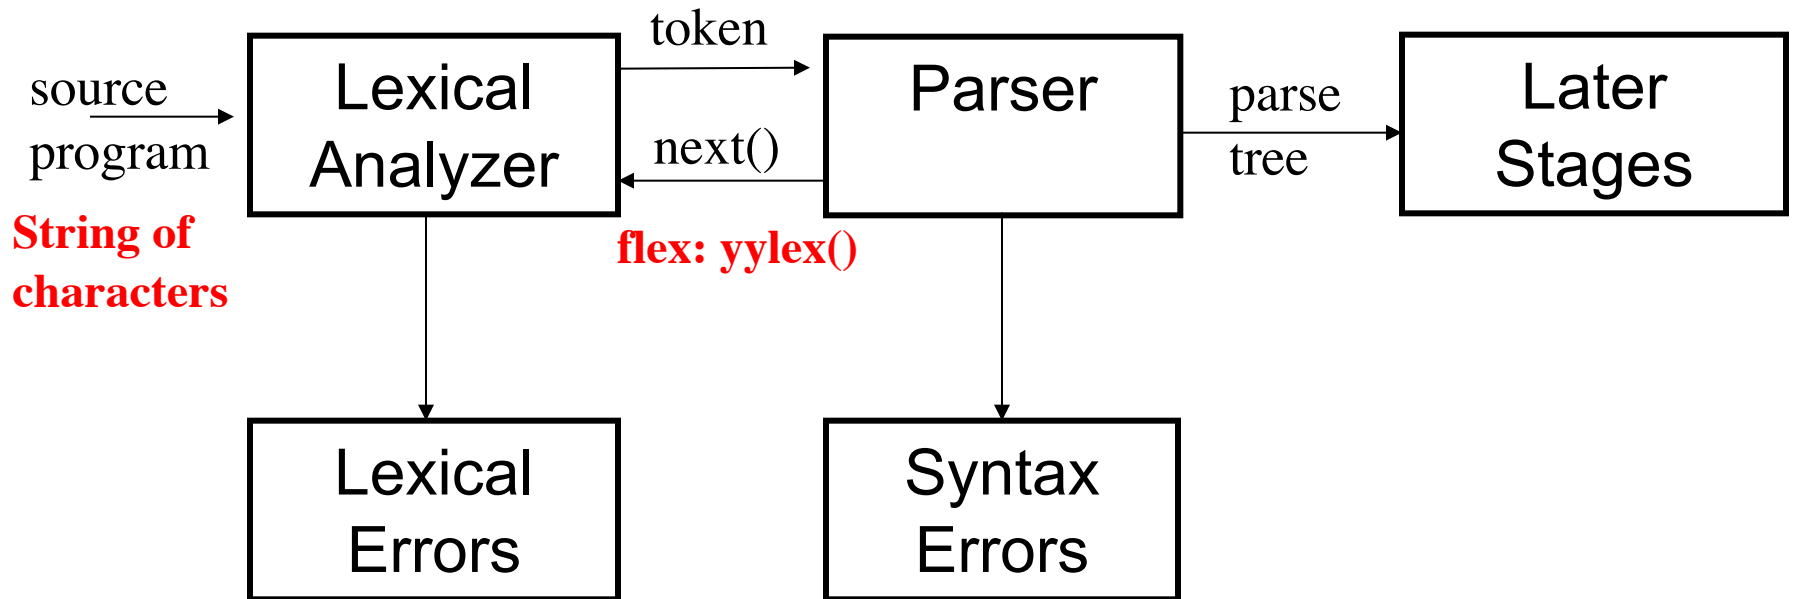 source
program
String of
characters
Lexical
Analyzer
token
next()
flex: yylex()
Parser
parse
tree
Later
Stages
Lexical
Errors
Syntax
Errors